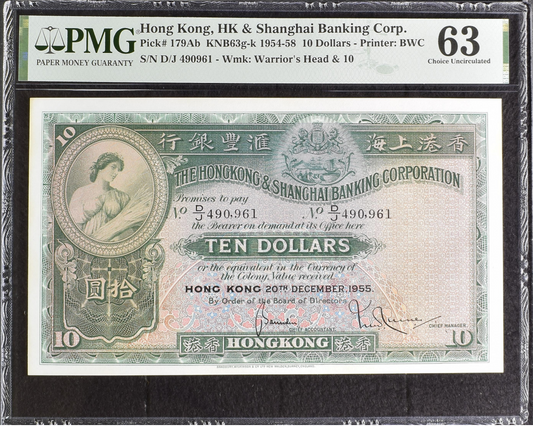 PMG
PAPER MONEY GUARANTY
Hong Kong, HK & Shanghai Banking Corp.
Pick# 179Ab KNB63g-k 1954-58 10 Dollars - Printer: BWC
S/N D/J 490961 - Wmk: Warrior's Head & 10
63
Choice Uncirculated
10
行銀豐滙 海上港香
THE HONGKONG & SHANGHAI BANKING CORPORATION
Promises to pay
No D/J 490,961 No D/J 490,961
the Bearer on demand at its Office here
TEN DOLLARS
or the equivalent in the Currency of
the Colony, Value received.
圓拾
HONG KONG 20TH DECEMBER, 1955.
By Order of the Board of Directors
CHIEF ACCOUNTANT
CHIEF MANAGER
10 港香 HONGKONG 港香 10